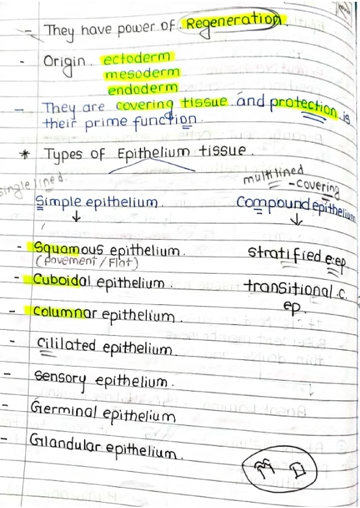 - They have power of Regeneration.
- Origin. ectoderm
mesoderm
endoderm
- They are covering tissue and protection is
their prime function.
* Types of Epithelium tissue.
single lined.
Simple epithelium.
multilined
- covering
Compound epithelium
↓
↓
- Squamous epithelium.
(Pavement / Flat)
- Cuboidal epithelium.
- columnar epithelium.
- Cililated epithelium.
- sensory epithelium.
- Germinal epithelium
- Glandular epithelium.
stratified e.ep.
transitional c.
ep.